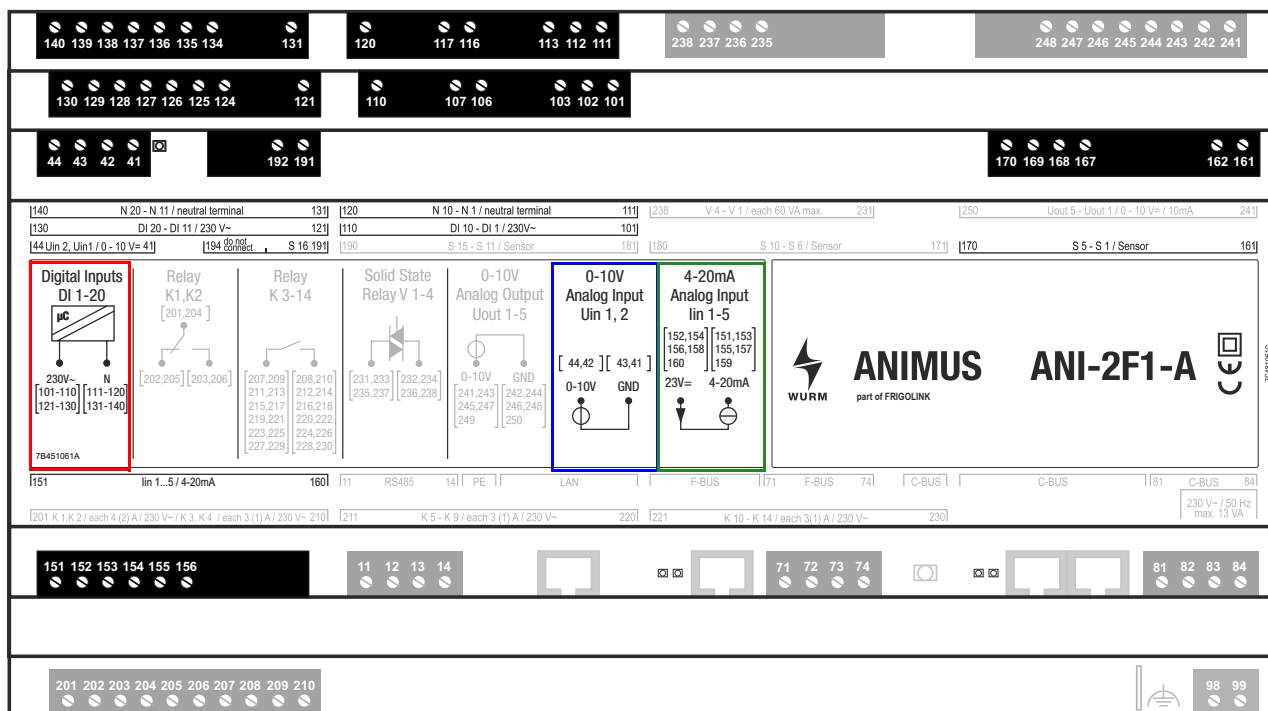 140 139 138 137 136 135 134 131
120 117 116 113 112 111
238 237 236 235
248 247 246 245 244 243 242 241
130 129 128 127 126 125 124 121
110 107 106 103 102 101
44 43 42 41
192 191
170 169 168 167 162 161
140 N 20 - N 11 / neutral terminal 131
120 N 10 - N 1 / neutral terminal 111
238 V 4 - V 1 / each 60 VA max. 231
250 Uout 5 - Uout 1 / 0 - 10 V= / 10mA 241
130 DI 20 - DI 11 / 230 V~ 121
110 DI 10 - DI 1 / 230V~ 101
44 Uin 2, Uin1 / 0 - 10 V= 41
194 do not connect S 16 191
190 S 15 - S 11 / Sensor 181
180 S 10 - S 6 / Sensor 171
170 S 5 - S 1 / Sensor 161
Digital Inputs
DI 1-20
µC
230V~ N
[101-110] [111-120]
[121-130] [131-140]
7B451061A
Relay
K1,K2
[201,204]
[202,205] [203,206]
Relay
K 3-14
[207,209] [208,210]
211,213 212,214
215,217 216,218
219,221 220,222
223,225 224,226
227,229 228,230
Solid State
Relay V 1-4
[231,233] [232,234]
235,237 236,238
0-10V
Analog Output
Uout 1-5
0-10V GND
241,243 242,244
245,247 246,248
249 250
0-10V
Analog Input
Uin 1, 2
[ 44,42 ] [ 43,41 ]
0-10V GND
4-20mA
Analog Input
Iin 1-5
152,154 151,153
156,158 155,157
160 159
23V= 4-20mA
WURM
ANIMUS
part of FRIGOLINK
ANI-2F1-A
CE
151 Iin 1...5 / 4-20mA 160
11 RS485 14
PE
LAN
F-BUS
71 F-BUS 74
C-BUS
C-BUS
81 C-BUS 84
230 V~ / 50 Hz
max. 13 VA
201 K 1,K 2 / each 4 (2) A / 230 V~ / K 3, K 4 / each 3 (1) A / 230 V~ 210
211 K 5 - K 9 / each 3 (1) A / 230 V~ 220
221 K 10 - K 14 / each 3(1) A / 230 V~ 230
151 152 153 154 155 156
11 12 13 14
71 72 73 74
81 82 83 84
201 202 203 204 205 206 207 208 209 210
98 99